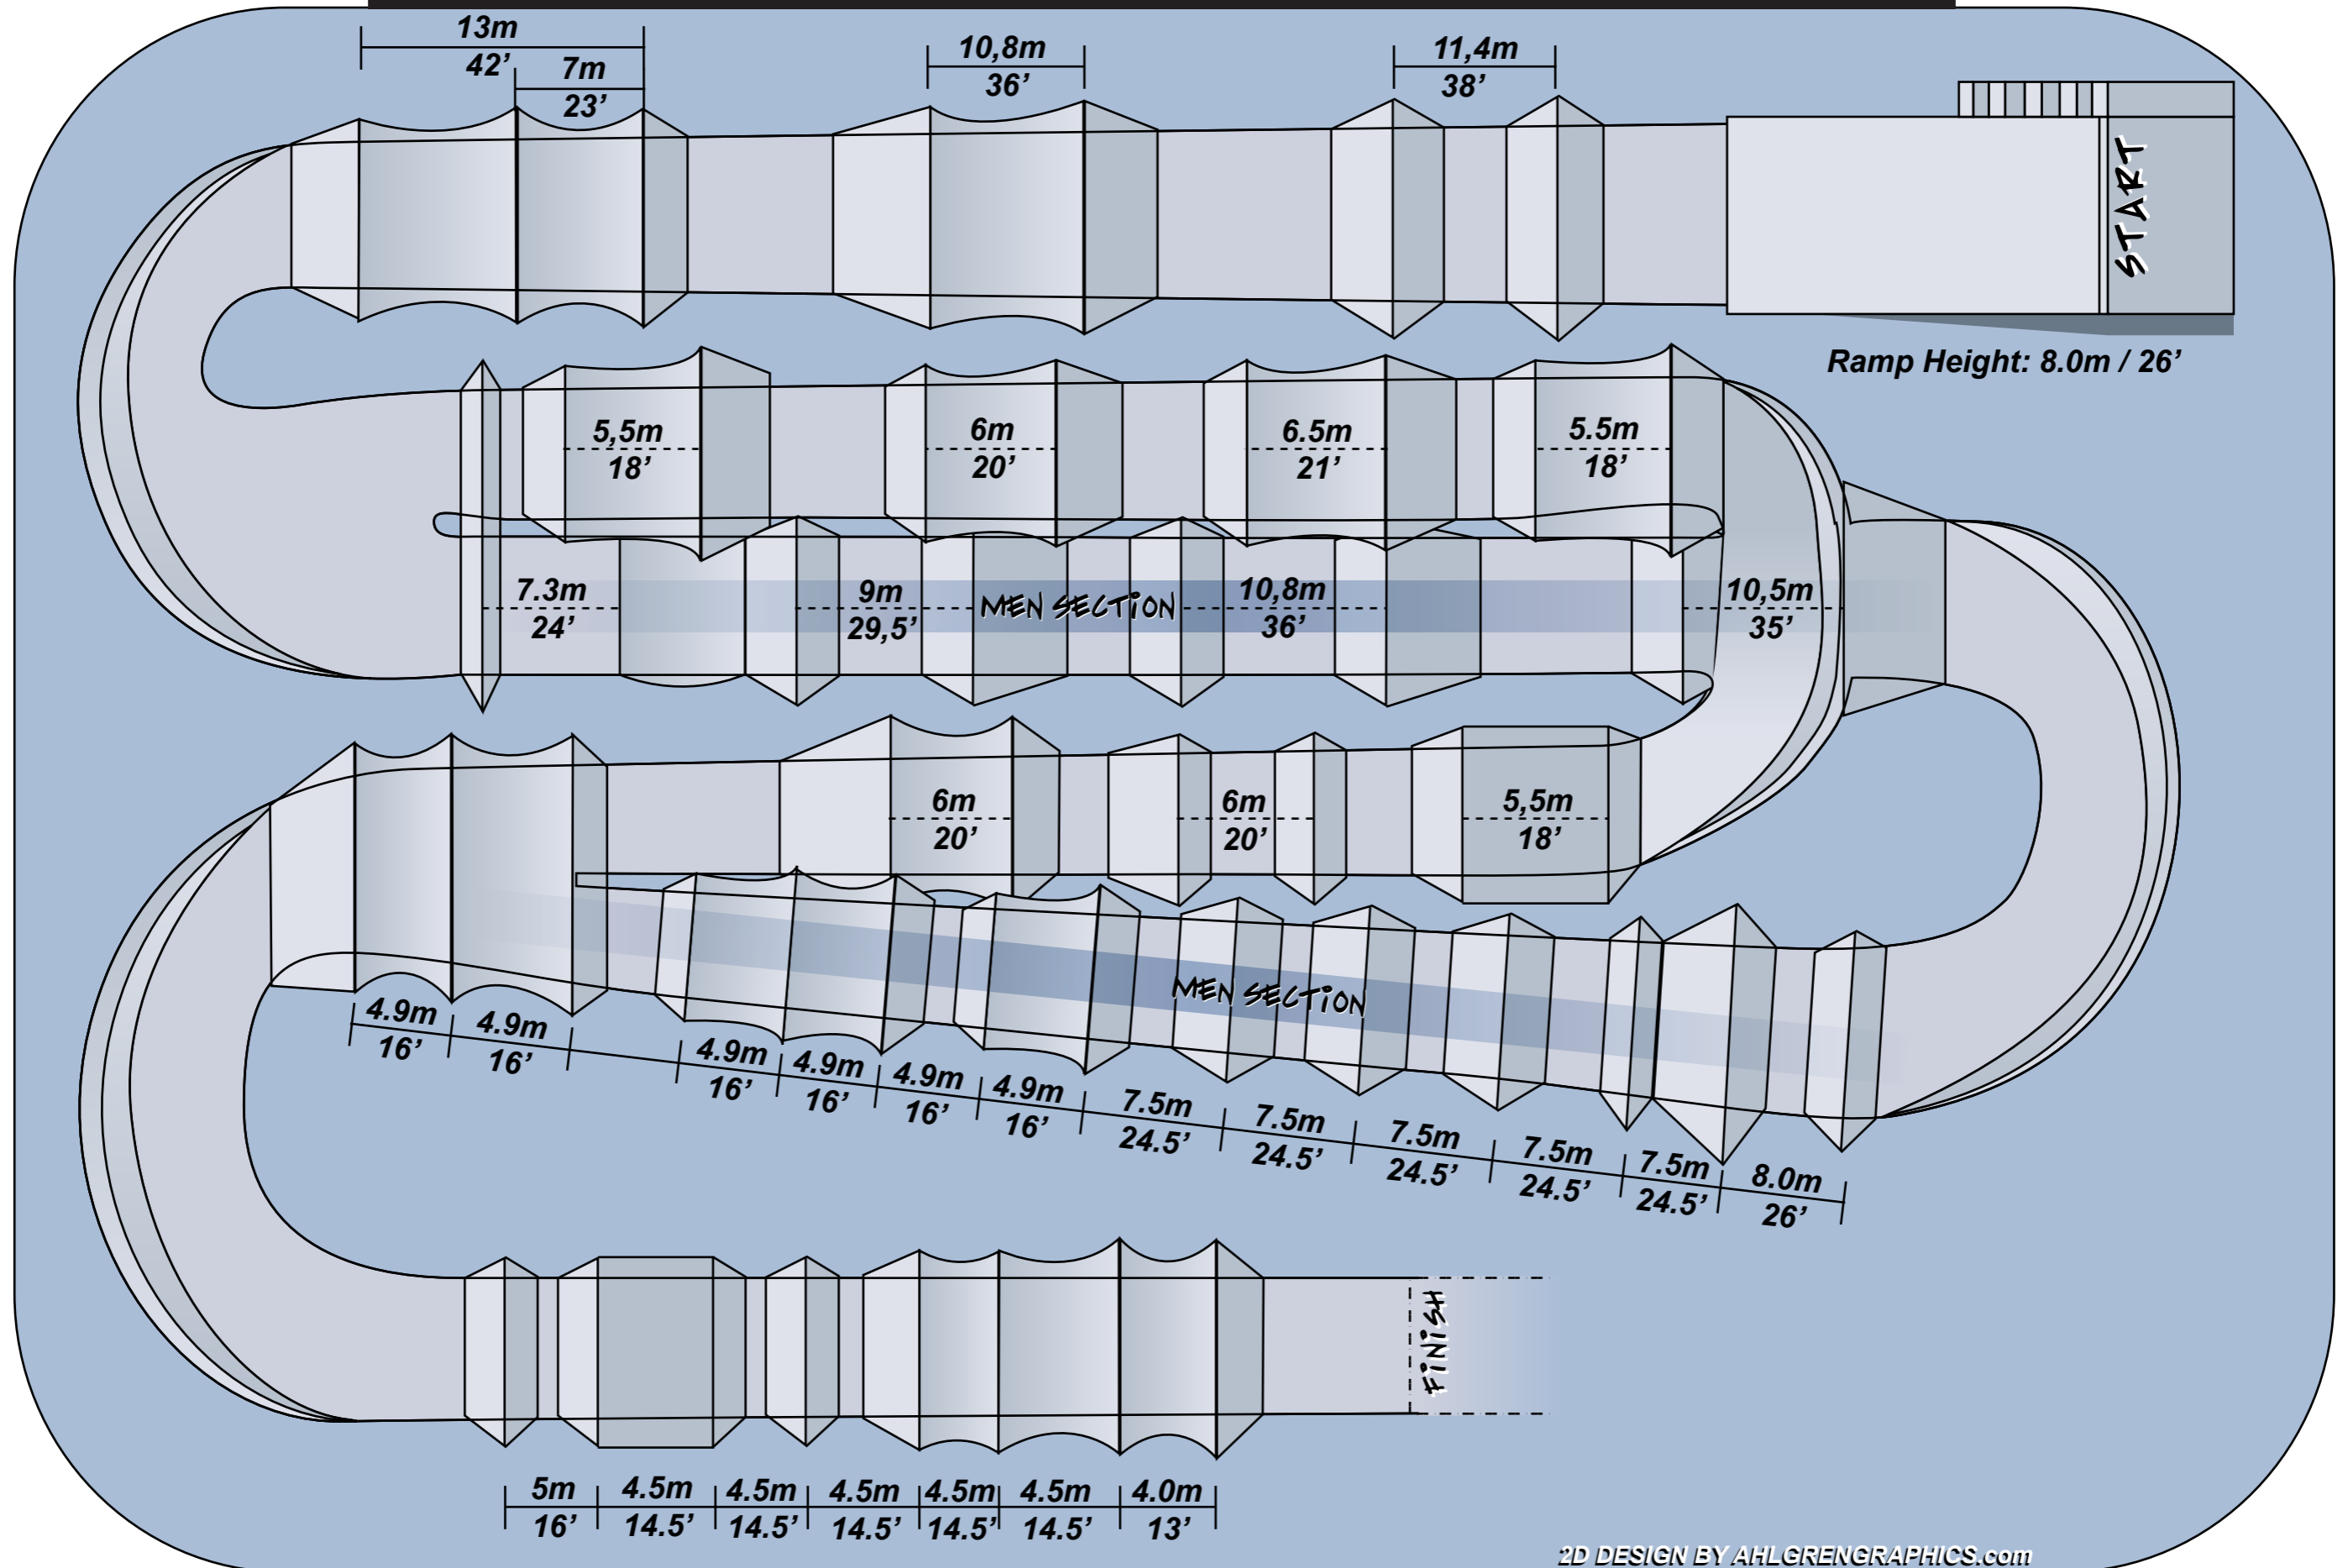 13m
42’
7m
23’
10,8m
36’
11,4m
38’
START
Ramp Height: 8.0m / 26’
5,5m
18’
6m
20’
6.5m
21’
5.5m
18’
7.3m
24’
9m
29,5’
MEN SECTION
10,8m
36’
10,5m
35’
6m
20’
6m
20’
5,5m
18’
MEN SECTION
4.9m
16’
4.9m
16’
4.9m
16’
4.9m
16’
4.9m
16’
4.9m
16’
7.5m
24.5’
7.5m
24.5’
7.5m
24.5’
7.5m
24.5’
7.5m
24.5’
8.0m
26’
FINISH
5m
16’
4.5m
14.5’
4.5m
14.5’
4.5m
14.5’
4.5m
14.5’
4.5m
14.5’
4.0m
13’
2D DESIGN BY AHLGRENGRAPHICS.com